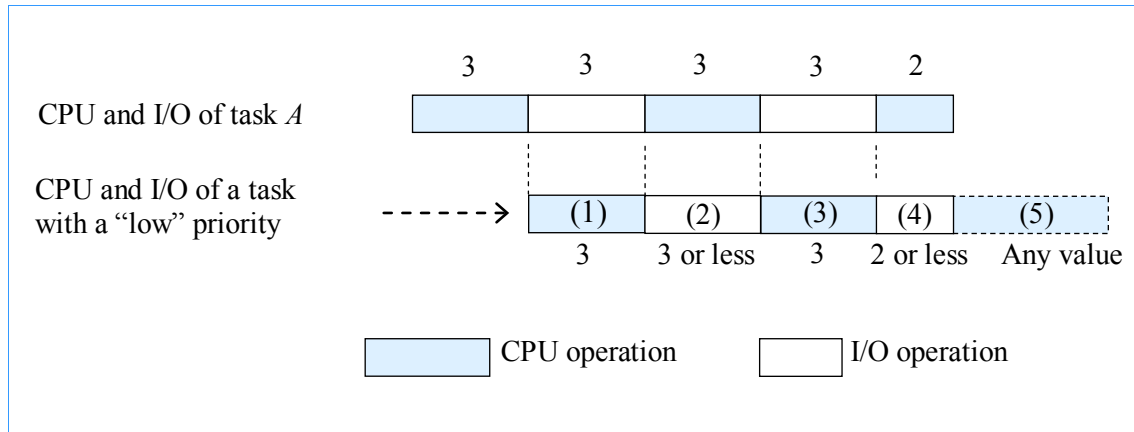 3 3 3 3 2
CPU and I/O of task A
CPU and I/O of a task
with a “low” priority
(1) (2) (3) (4) (5)
3 3 or less 3 2 or less Any value
CPU operation I/O operation